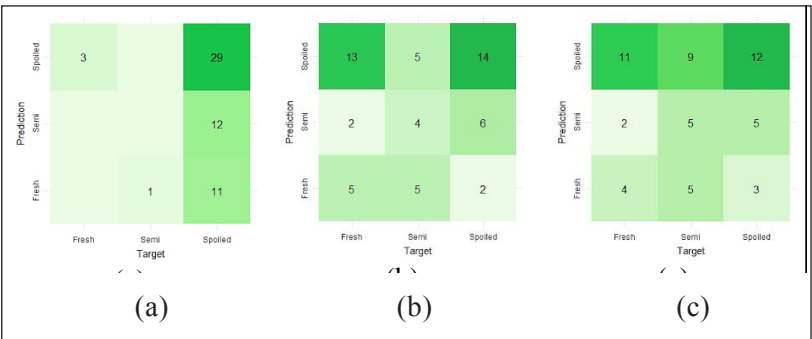 Spoiled
3
29
Semi
12
Fresh
1
11
Prediction
Fresh Semi Spoiled
Target
(a)
Spoiled
13 5 14
Semi
2 4 6
Fresh
5 5 2
Prediction
Fresh Semi Spoiled
Target
(b)
Spoiled
11 9 12
Semi
2 5 5
Fresh
4 5 3
Prediction
Fresh Semi Spoiled
Target
(c)